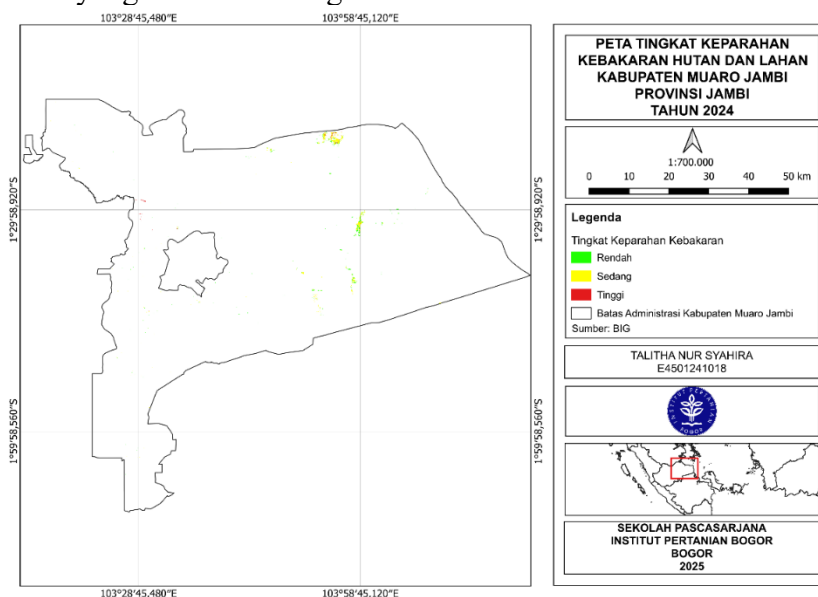 103°28'45,480"E 103°58'45,120"E
1°29'58,920"S
1°29'58,920"S
1°59'58,560"S
1°59'58,560"S
103°28'45,480"E 103°58'45,120"E
PETA TINGKAT KEPARAHAN
KEBAKARAN HUTAN DAN LAHAN
KABUPATEN MUARO JAMBI
PROVINSI JAMBI
TAHUN 2024
1:700.000
0 10 20 30 40 50 km
Legenda
Tingkat Keparahan Kebakaran
Rendah
Sedang
Tinggi
Batas Administrasi Kabupaten Muaro Jambi
Sumber: BIG
TALITHA NUR SYAHIRA
E4501241018
INSTITUT PERTANIAN
BOGOR
SEKOLAH PASCASARJANA
INSTITUT PERTANIAN BOGOR
BOGOR
2025